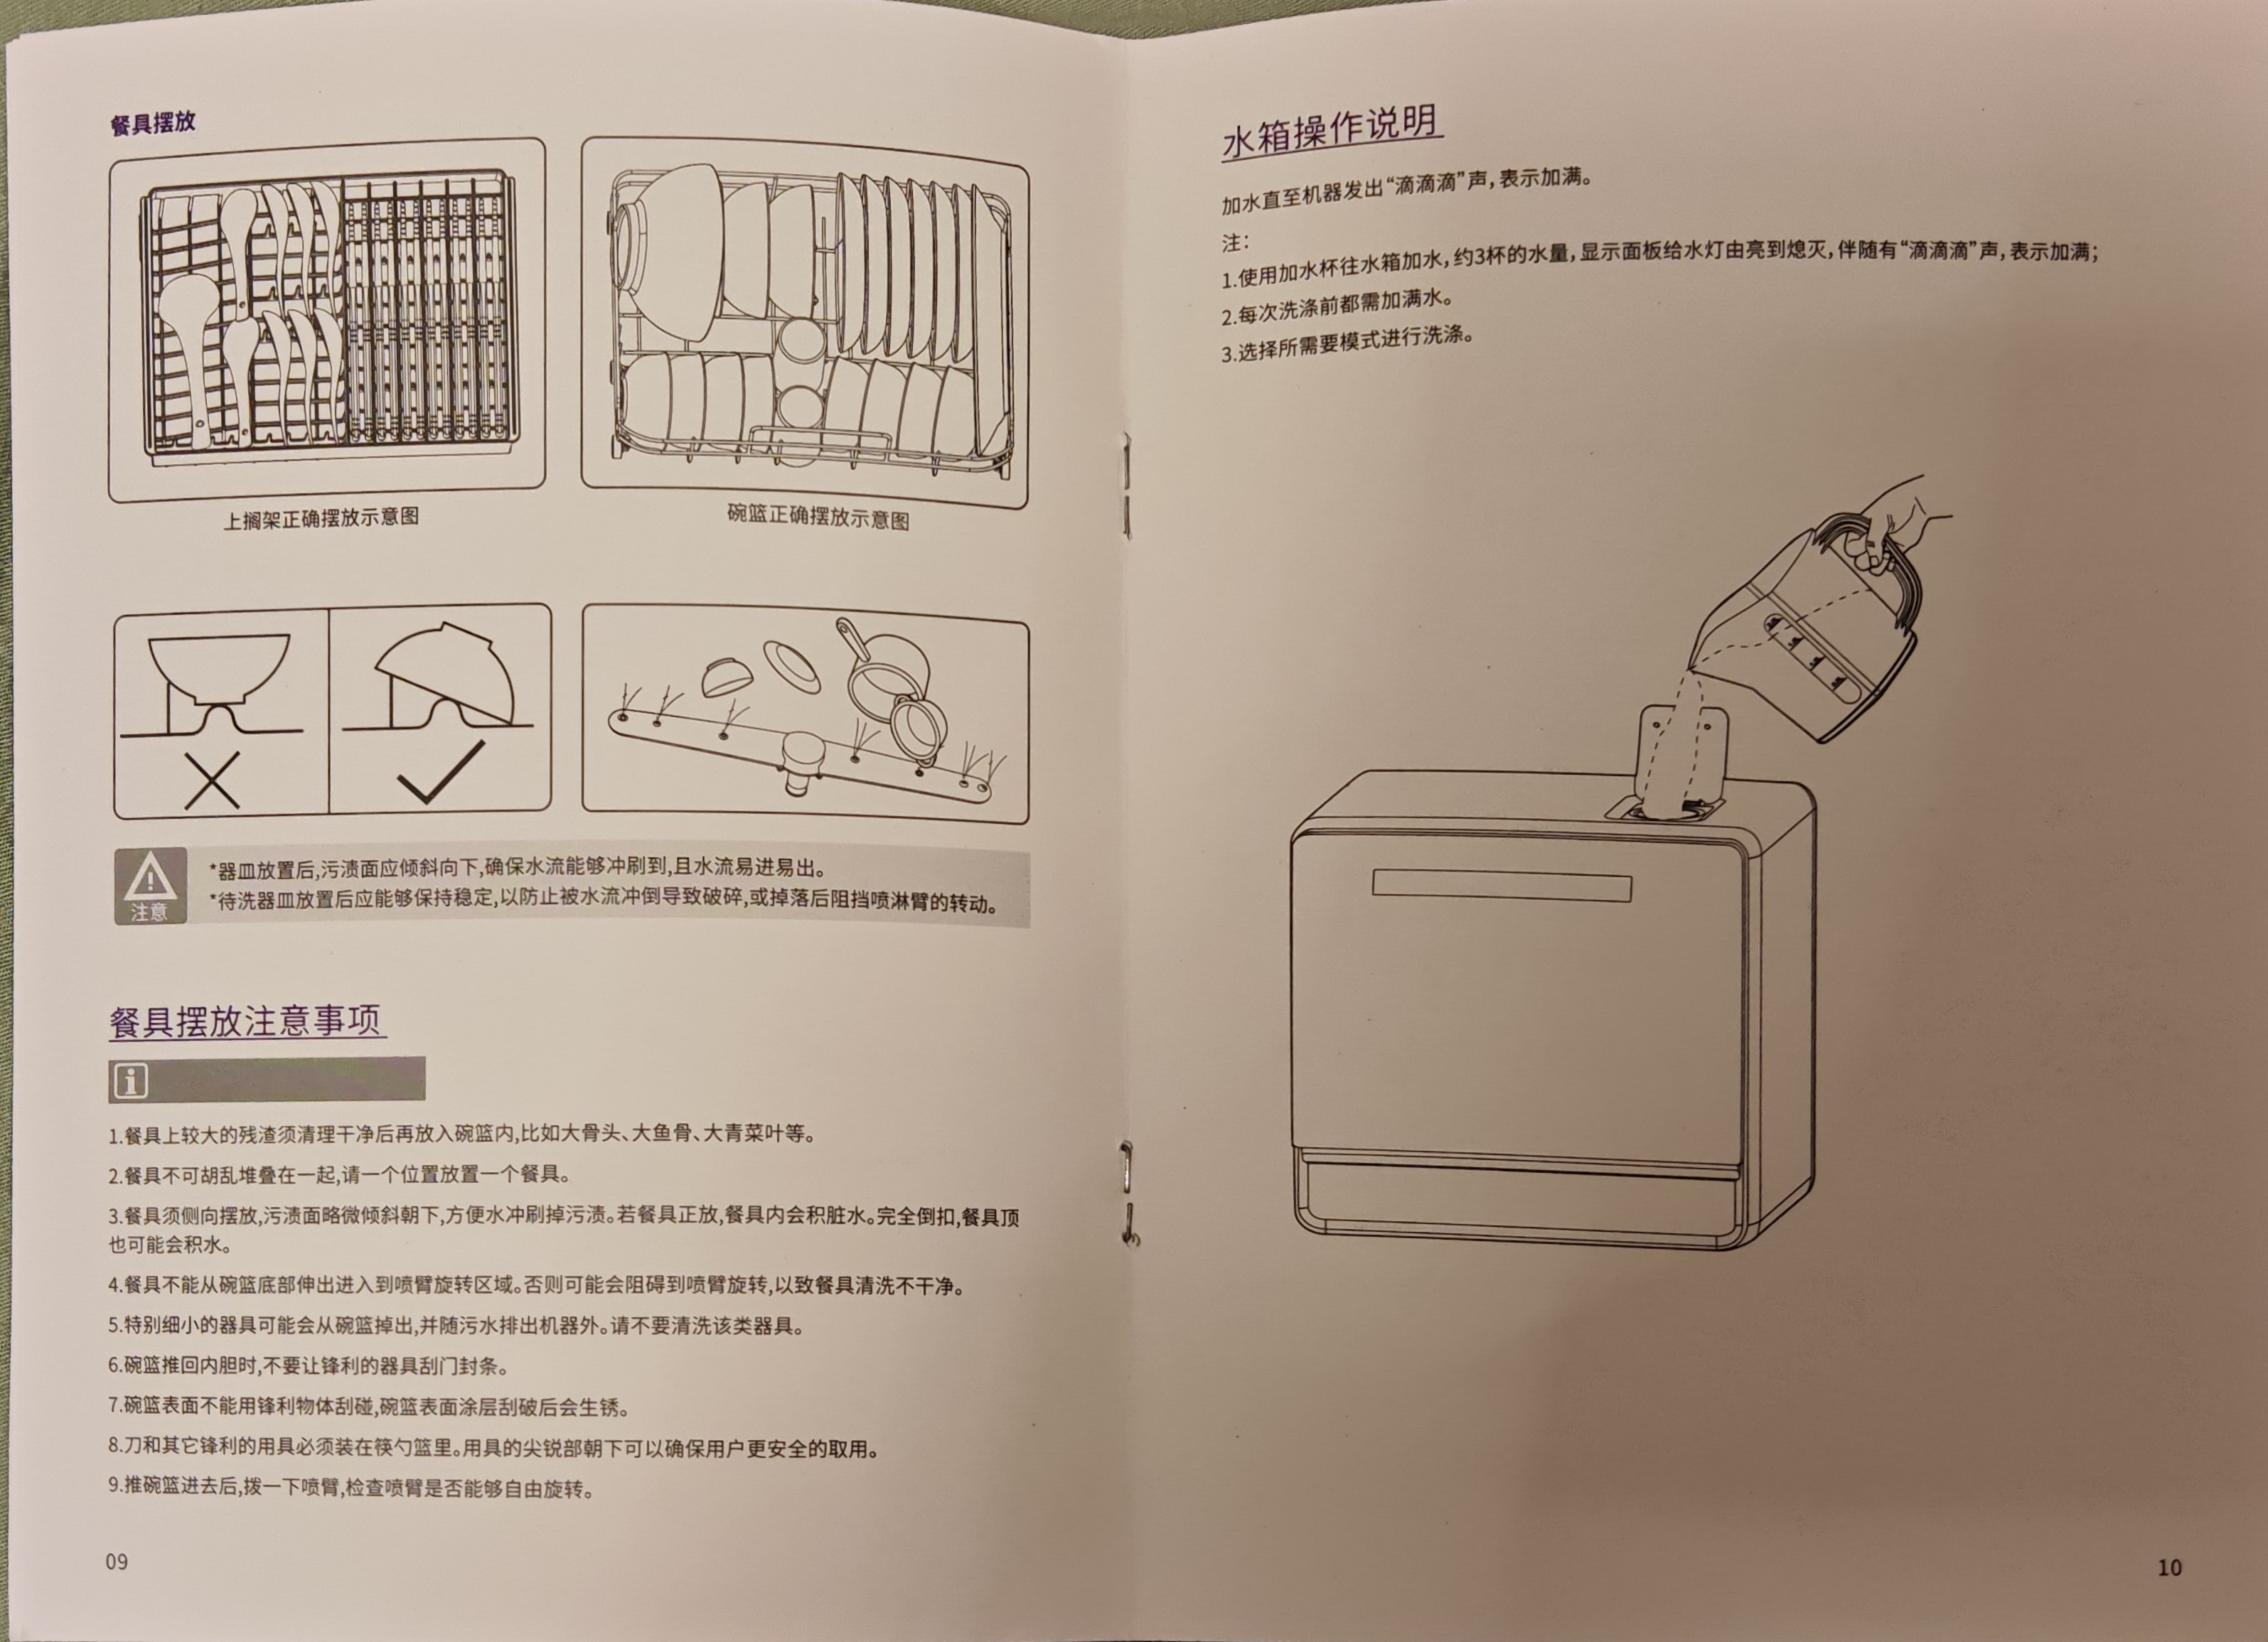 餐具摆放
上搁架正确摆放示意图
碗篮正确摆放示意图
注意
*器皿放置后,污渍面应倾斜向下,确保水流能够冲刷到,且水流易进易出。
*待洗器皿放置后应能够保持稳定,以防止被水流冲倒导致破碎,或掉落后阻挡喷淋臂的转动。
餐具摆放注意事项
1.餐具上较大的残渣须清理干净后再放入碗篮内,比如大骨头、大鱼骨、大青菜叶等。
2.餐具不可胡乱堆叠在一起,请一个位置放置一个餐具。
3.餐具须侧向摆放,污渍面略微倾斜朝下,方便水冲刷掉污渍。若餐具正放,餐具内会积脏水。完全倒扣,餐具顶
也可能会积水。
4.餐具不能从碗篮底部伸出进入到喷臂旋转区域。否则可能会阻碍到喷臂旋转,以致餐具清洗不干净。
5.特别细小的器具可能会从碗篮掉出,并随污水排出机器外。请不要清洗该类器具。
6.碗篮推回内胆时,不要让锋利的器具刮门封条。
7.碗篮表面不能用锋利物体刮碰,碗篮表面涂层刮破后会生锈。
8.刀和其它锋利的用具必须装在筷勺篮里。用具的尖锐部朝下可以确保用户更安全的取用。
9.推碗篮进去后,拨一下喷臂,检查喷臂是否能够自由旋转。
09
水箱操作说明
加水直至机器发出“滴滴滴”声,表示加满。
注:
1.使用加水杯往水箱加水,约3杯的水量,显示面板给水灯由亮到熄灭,伴随有“滴滴滴”声,表示加满;
2.每次洗涤前都需加满水。
3.选择所需要模式进行洗涤。
10